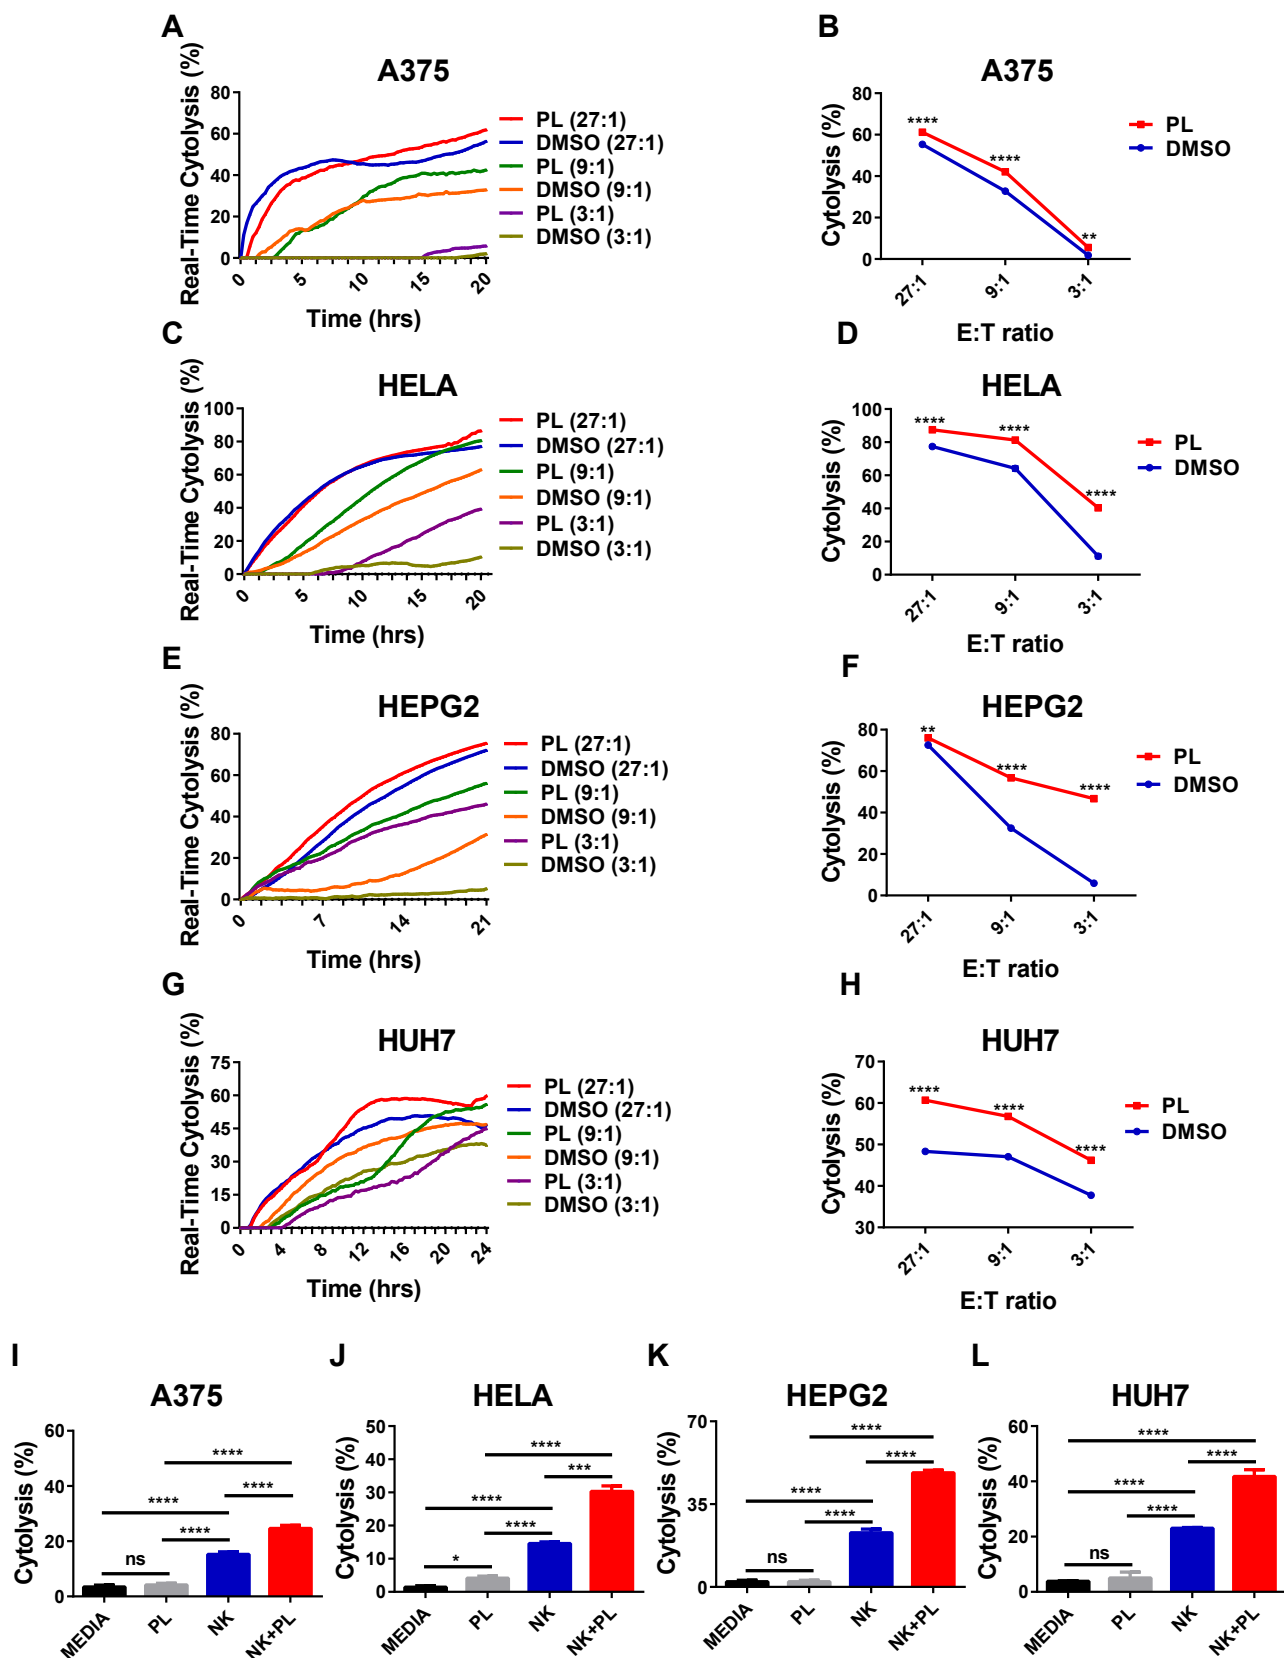 A
A375
Real-Time Cytolysis (%)
80
60
40
20
0
0
5
10
15
20
Time (hrs)
PL (27:1)
DMSO (27:1)
PL (9:1)
DMSO (9:1)
PL (3:1)
DMSO (3:1)
B
A375
Cytolysis (%)
80
60
40
20
0
****
****
**
27:1
9:1
3:1
E:T ratio
PL
DMSO
C
HELA
Real-Time Cytolysis (%)
100
80
60
40
20
0
0
5
10
15
20
Time (hrs)
PL (27:1)
DMSO (27:1)
PL (9:1)
DMSO (9:1)
PL (3:1)
DMSO (3:1)
D
HELA
Cytolysis (%)
100
80
60
40
20
0
****
****
****
27:1
9:1
3:1
E:T ratio
PL
DMSO
E
HEPG2
Real-Time Cytolysis (%)
80
60
40
20
0
0
7
14
21
Time (hrs)
PL (27:1)
DMSO (27:1)
PL (9:1)
DMSO (9:1)
PL (3:1)
DMSO (3:1)
F
HEPG2
Cytolysis (%)
80
60
40
20
0
**
****
****
27:1
9:1
3:1
E:T ratio
PL
DMSO
G
HUH7
Real-Time Cytolysis (%)
75
60
45
30
15
0
0
4
8
12
16
20
24
Time (hrs)
PL (27:1)
DMSO (27:1)
PL (9:1)
DMSO (9:1)
PL (3:1)
DMSO (3:1)
H
HUH7
Cytolysis (%)
70
60
50
40
30
****
****
****
27:1
9:1
3:1
E:T ratio
PL
DMSO
I
A375
Cytolysis (%)
60
40
20
0
****
****
****
****
ns
MEDIA
PL
NK
NK+PL
J
HELA
Cytolysis (%)
50
40
30
20
10
0
****
***
****
****
*
MEDIA
PL
NK
NK+PL
K
HEPG2
Cytolysis (%)
70
35
0
****
****
****
****
ns
MEDIA
PL
NK
NK+PL
L
HUH7
Cytolysis (%)
60
40
20
0
****
****
****
****
ns
MEDIA
PL
NK
NK+PL